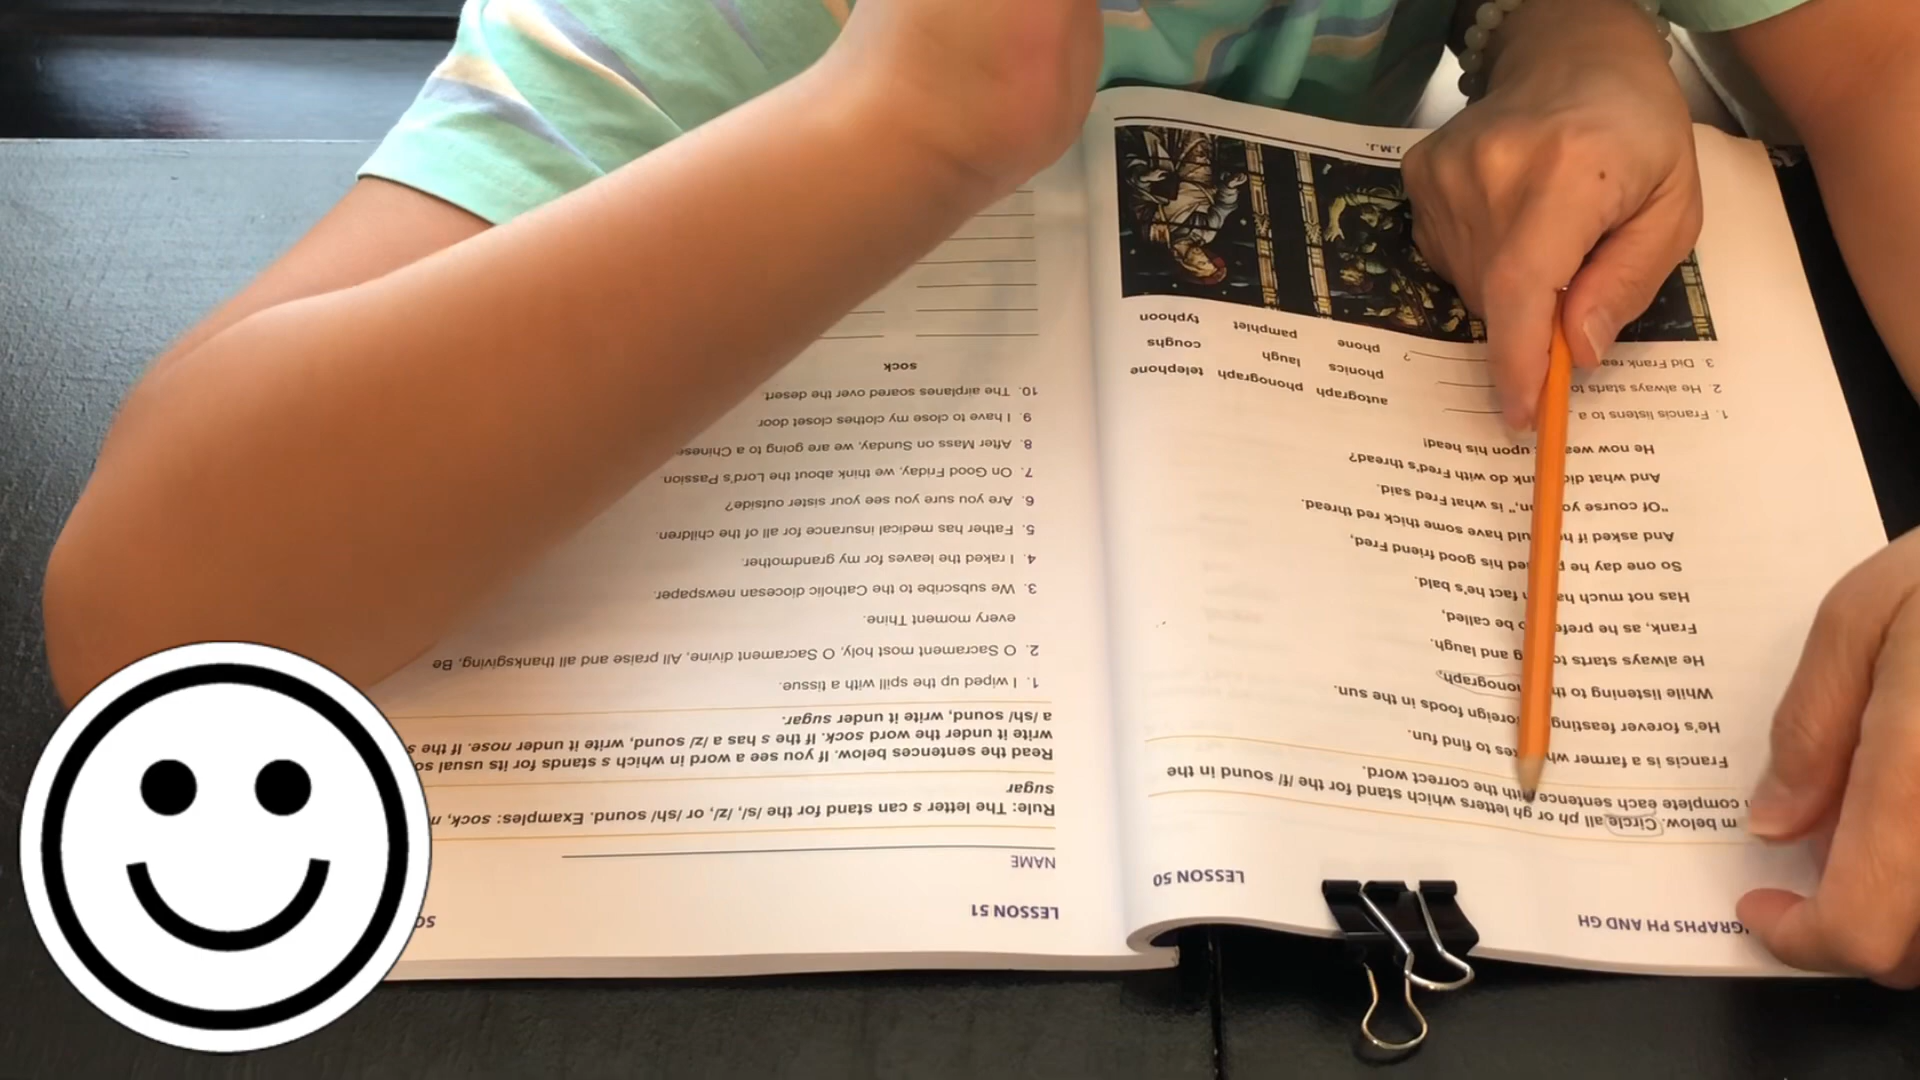 GRAPHS PH AND GH
LESSON 50
m below. Circle all ph or gh letters which stand for the /f/ sound in the
complete each sentence with the correct word.
Francis is a farmer wh kes to find fun.
He's forever feasting foreign foods in the sun.
While listening to th onograph,
He always starts to g and laugh.
Frank, as he prefe o be called,
Has not much ha n fact he's bald.
So one day he his good friend Fred,
And asked if he uld have some thick red thread.
"Of course yo n," is what Fred said.
And what did nk do with Fred's thread?
He now wea upon his head!
1. Francis listens to a
2. He always starts to
3. Did Frank rea ?
autograph phonograph telephone
phonics laugh coughs
phone pamphlet typhoon
J.M.J.
LESSON 51
NAME
Rule: The letter s can stand for the /s/, /z/, or /sh/ sound. Examples: sock, n
sugar
Read the sentences below. If you see a word in which s stands for its usual so
write it under the word sock. If the s has a /z/ sound, write it under nose. If the s
a /sh/ sound, write it under sugar.
1. I wiped up the spill with a tissue.
2. O Sacrament most holy, O Sacrament divine, All praise and all thanksgiving, Be
every moment Thine.
3. We subscribe to the Catholic diocesan newspaper.
4. I raked the leaves for my grandmother.
5. Father has medical insurance for all of the children.
6. Are you sure you see your sister outside?
7. On Good Friday, we think about the Lord's Passion.
8. After Mass on Sunday, we are going to a Chinese
9. I have to close my clothes closet door.
10. The airplanes soared over the desert.
sock